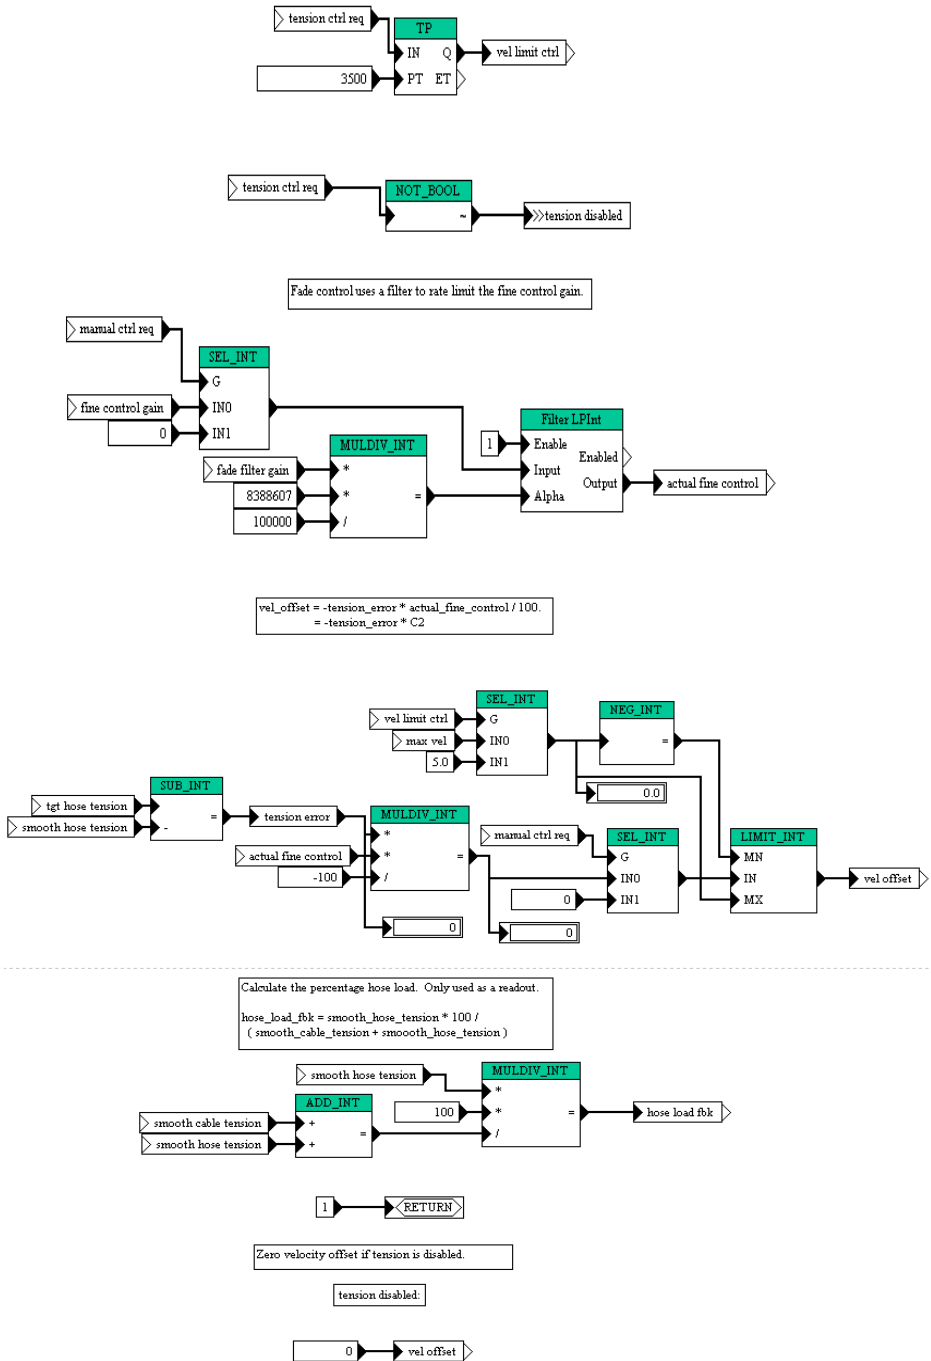 tension ctrl req
TP
IN Q
vel limit ctrl
3500
PT ET
tension ctrl req
NOT_BOOL
~
tension disabled
Fade control uses a filter to rate limit the fine control gain.
manual ctrl req
SEL_INT
G
fine control gain
IN0
0
IN1
Filter LPInt
MULDIV_INT
1
Enable
Enabled
fade filter gain
*
Input
Output
actual fine control
8388607
*
=
Alpha
100000
/
vel_offset = -tension_error * actual_fine_control / 100.
= -tension_error * C2
SEL_INT
NEG_INT
vel limit ctrl
G
max vel
IN0
=
5.0
IN1
0.0
SUB_INT
tgt hose tension
=
smooth hose tension
-
tension error
MULDIV_INT
*
actual fine control
*
=
-100
/
0
manual ctrl req
SEL_INT
G
IN0
0
IN1
0
LIMIT_INT
MN
IN
MX
vel offset
Calculate the percentage hose load. Only used as a readout.
hose_load_fbk = smooth_hose_tension * 100 /
( smooth_cable_tension + smoooth_hose_tension )
smooth hose tension
MULDIV_INT
*
100
*
=
hose load fbk
/
ADD_INT
smooth cable tension
+
=
smooth hose tension
+
1
RETURN
Zero velocity offset if tension is disabled.
tension disabled:
0
vel offset